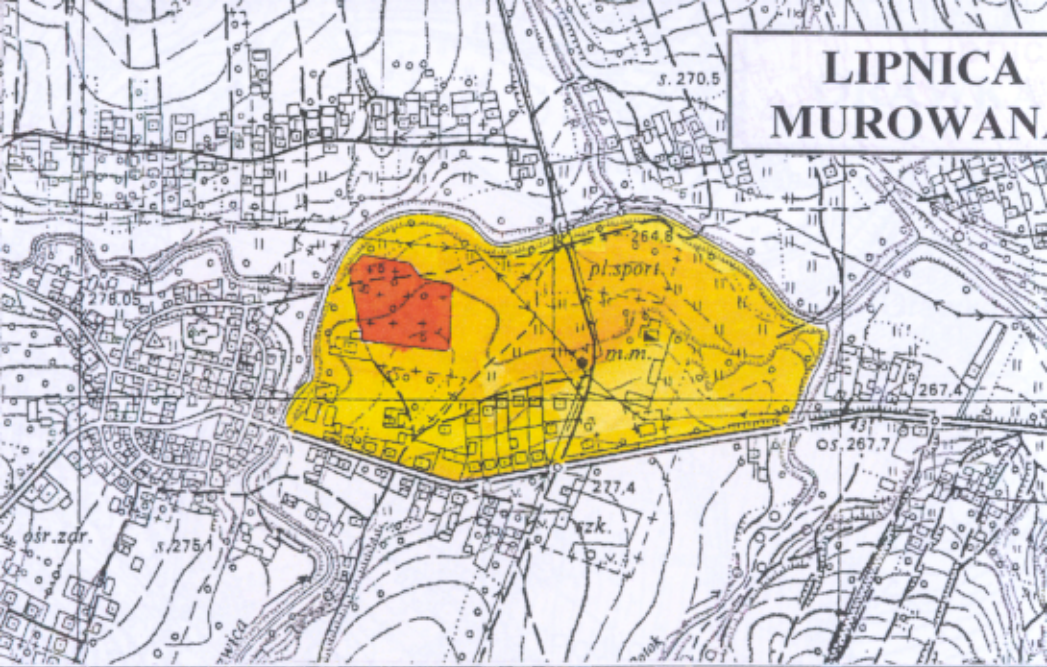 s. 270,5
LIPNICA
MUROWANA
264,8
pl.sport.
276,05
m.m.
267,4
os.267,7
277,4
szk.
ośr.zdr.
s.275,1